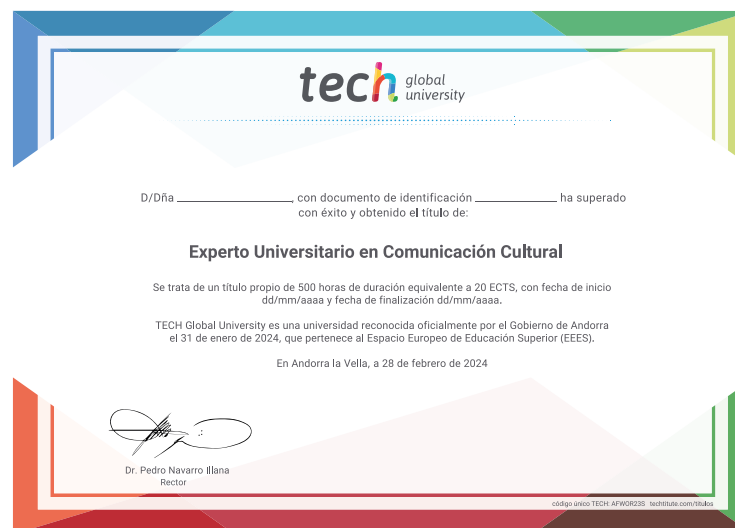 tech global university
D/Dña ____________, con documento de identificación ____________ ha superado
con éxito y obtenido el título de:
Experto Universitario en Comunicación Cultural
Se trata de un título propio de 500 horas de duración equivalente a 20 ECTS, con fecha de inicio
dd/mm/aaaa y fecha de finalización dd/mm/aaaa.
TECH Global University es una universidad reconocida oficialmente por el Gobierno de Andorra
el 31 de enero de 2024, que pertenece al Espacio Europeo de Educación Superior (EEES).
En Andorra la Vella, a 28 de febrero de 2024
Dr. Pedro Navarro Illana
Rector
código único TECH: AFWOR23S techtitute.com/títulos